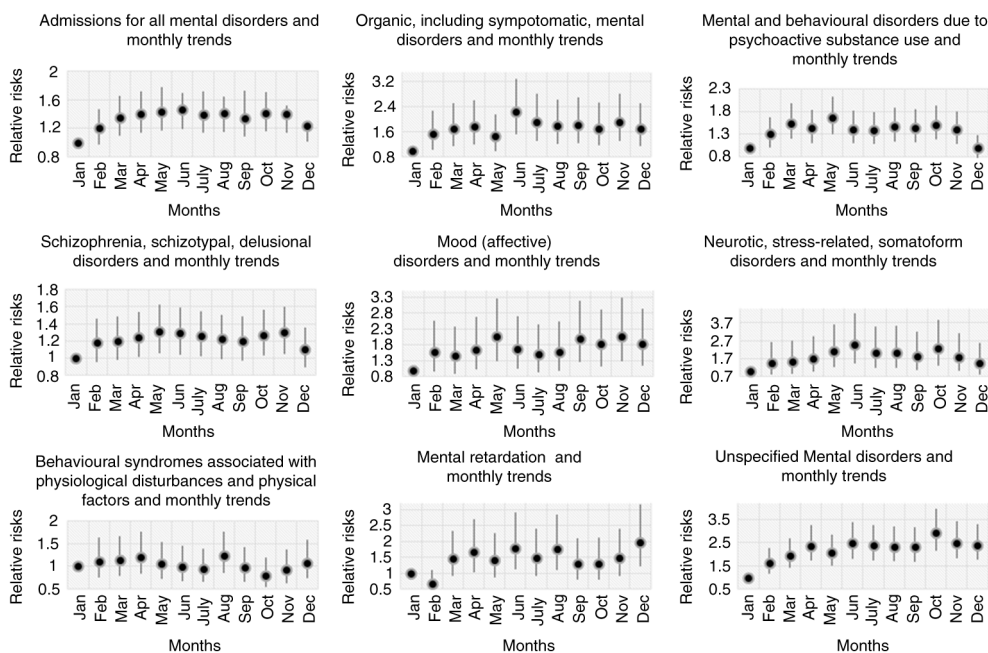 Admissions for all mental disorders and
monthly trends
Relative risks
2
1.6
1.2
0.8
Jan Feb Mar Apr May Jun July Aug Sep Oct Nov Dec
Months
Organic, including sympotomatic, mental
disorders and monthly trends
Relative risks
3.2
2.4
1.6
0.8
Jan Feb Mar Apr May Jun July Aug Sep Oct Nov Dec
Months
Mental and behavioural disorders due to
psychoactive substance use and
monthly trends
Relative risks
2.3
1.8
1.3
0.8
Jan Feb Mar Apr May Jun July Aug Sep Oct Nov Dec
Months
Schizophrenia, schizotypal, delusional
disorders and monthly trends
Relative risks
1.8
1.6
1.4
1.2
1
0.8
Jan Feb Mar Apr May Jun July Aug Sep Oct Nov Dec
Months
Mood (affective)
disorders and monthly trends
Relative risks
3.3
2.8
2.3
1.8
1.3
0.8
Jan Feb Mar Apr May Jun July Aug Sep Oct Nov Dec
Months
Neurotic, stress-related, somatoform
disorders and monthly trends
Relative risks
3.7
2.7
1.7
0.7
Jan Feb Mar Apr May Jun July Aug Sep Oct Nov Dec
Months
Behavioural syndromes associated with
physiological disturbances and physical
factors and monthly trends
Relative risks
2
1.5
1
0.5
Jan Feb Mar Apr May Jun July Aug Sep Oct Nov Dec
Months
Mental retardation and
monthly trends
Relative risks
3
2.5
2
1.5
1
0.5
Jan Feb Mar Apr May Jun July Aug Sep Oct Nov Dec
Months
Unspecified Mental disorders and
monthly trends
Relative risks
3.5
2.5
1.5
0.5
Jan Feb Mar Apr May Jun July Aug Sep Oct Nov Dec
Months